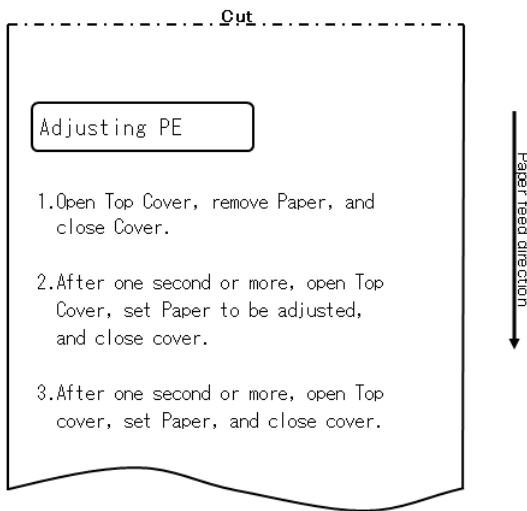 Cut
Adjusting PE
1.Open Top Cover, remove Paper, and
close Cover.
2.After one second or more, open Top
Cover, set Paper to be adjusted,
and close cover.
3.After one second or more, open Top
cover, set Paper, and close cover.
Paper feed direction